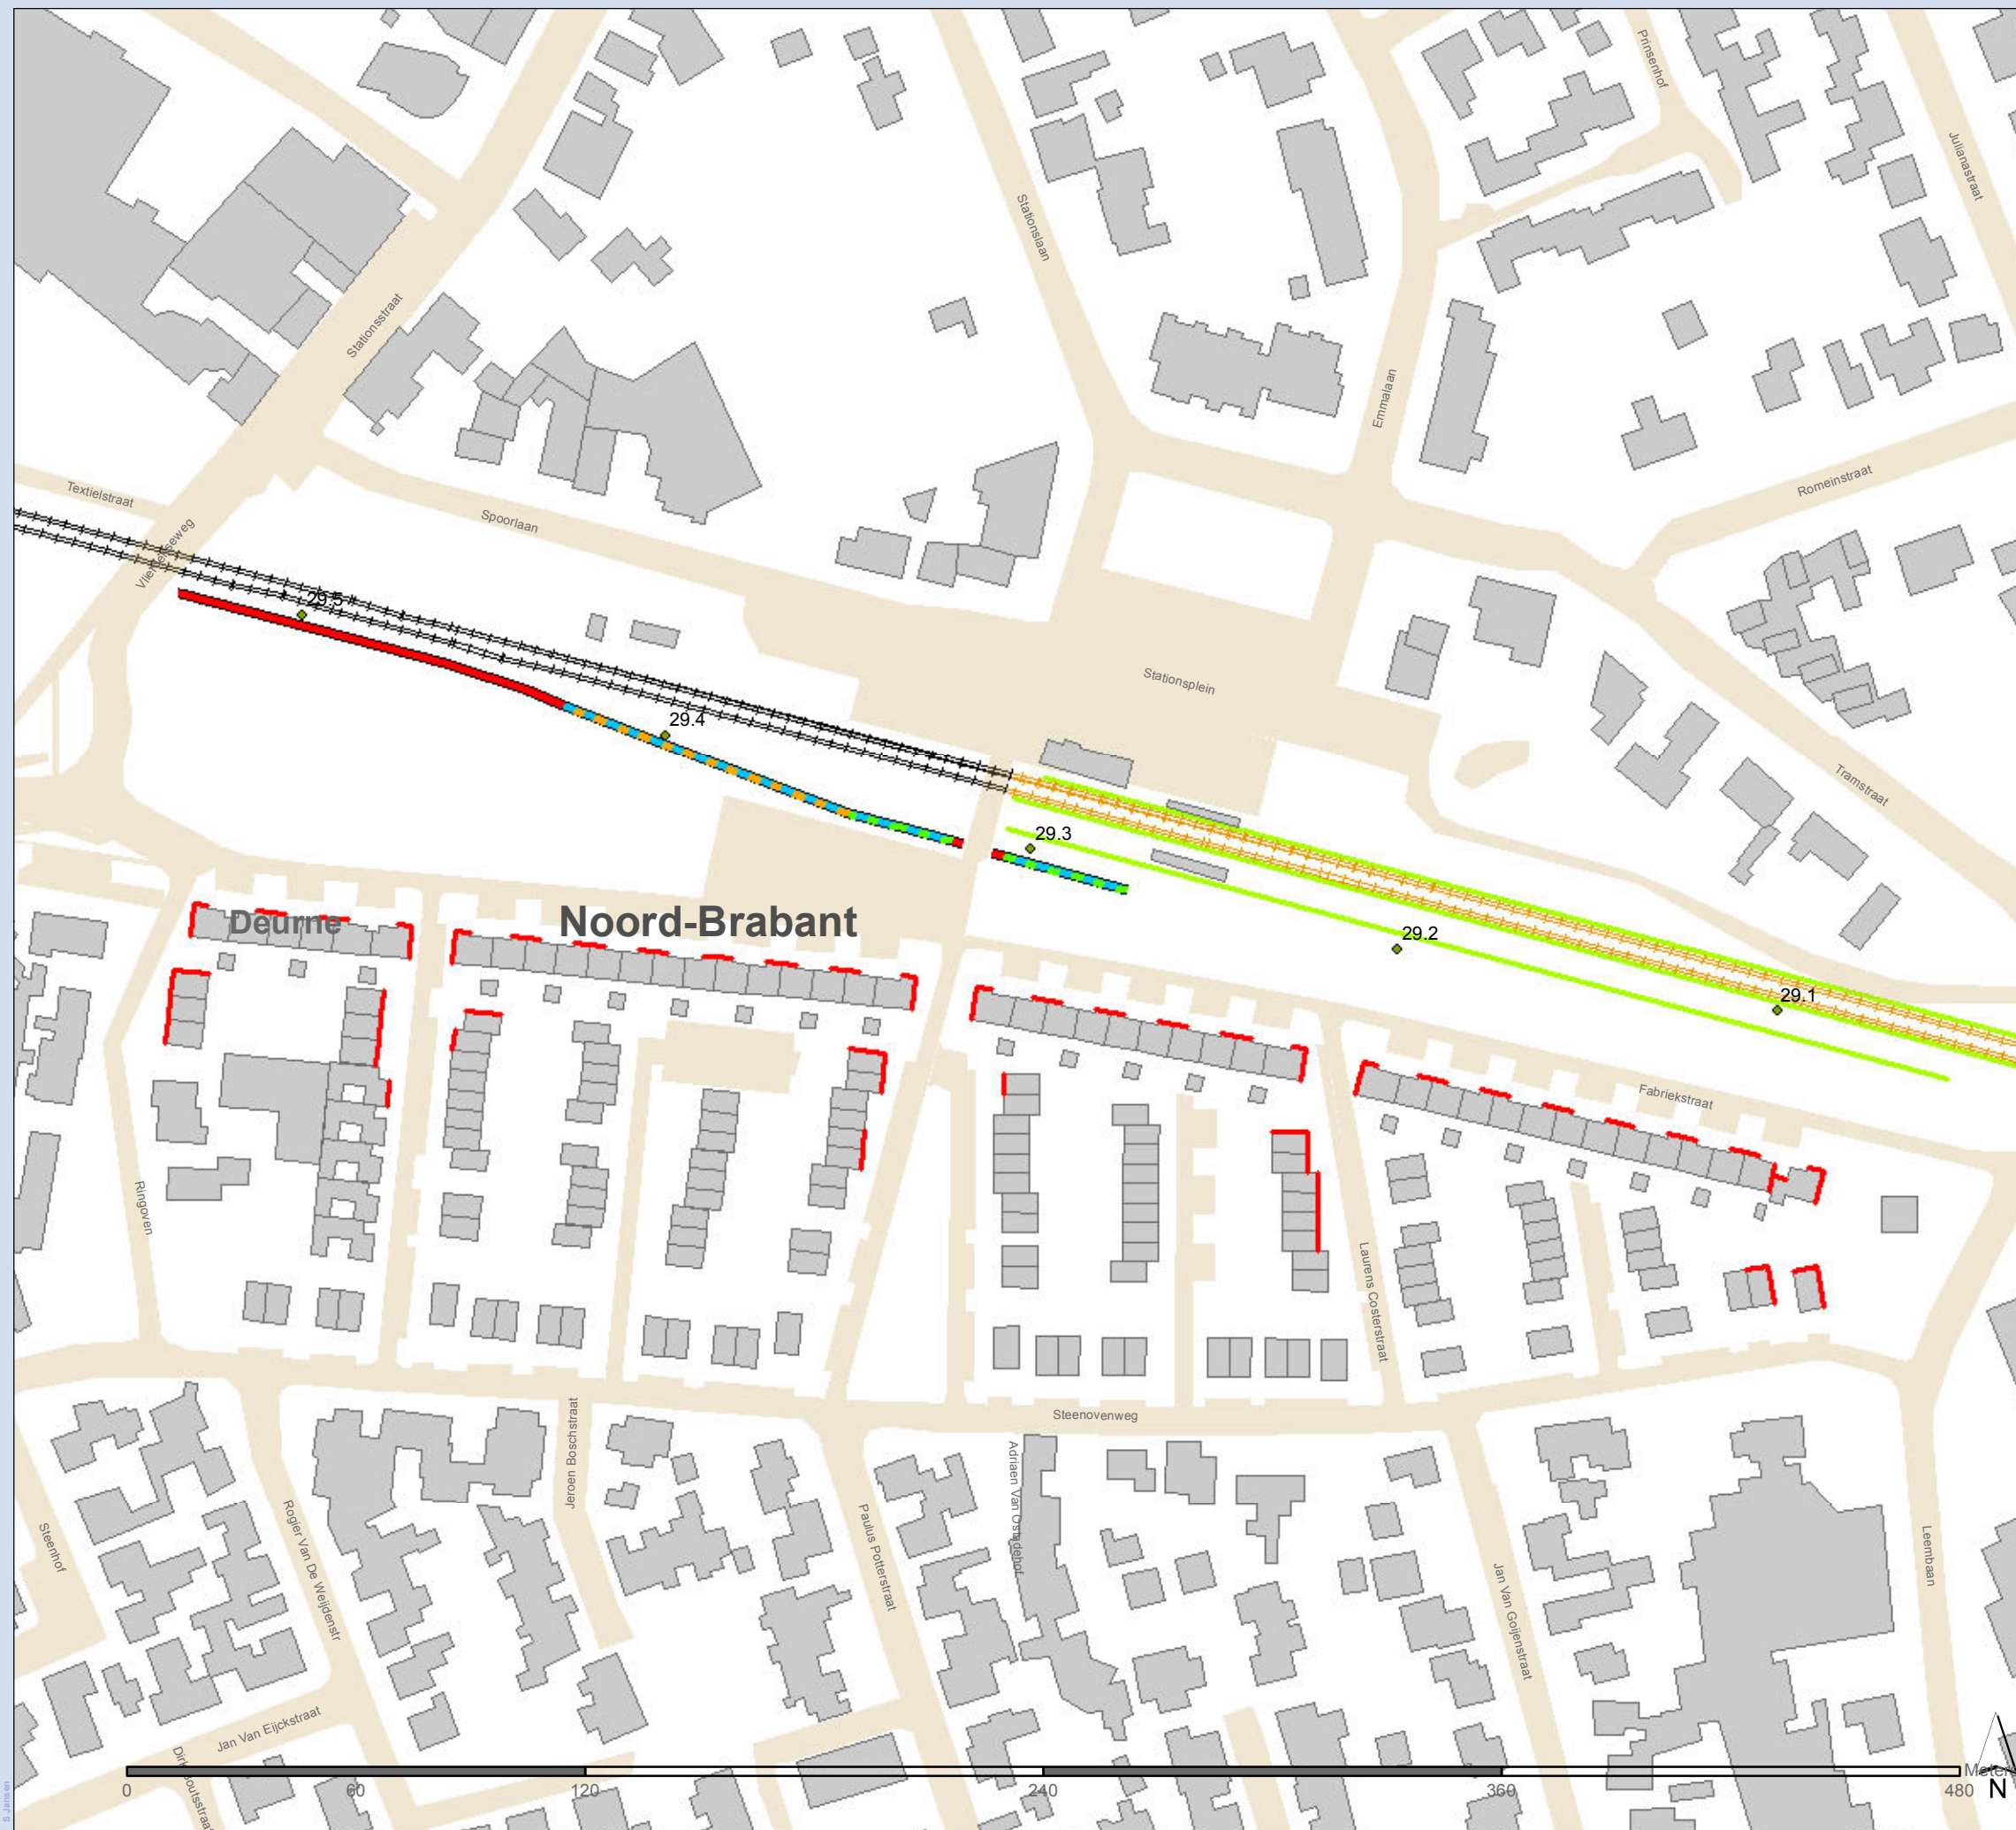 Prinsenhof
Julianastraat
Stationslaan
Stationsstraat
Emmalaan
Romeinstraat
Textielstraat
Spoorlaan
29.5
Stationsplein
29.4
Tramstraat
29.3
29.2
Deurne
Noord-Brabant
29.1
Fabriekstraat
Ringoven
Laurens Costerstraat
Steenovenweg
Jeroen Boschstraat
Adriaen Van Ostadehof
Steenhof
Rogier Van De Weijdenstr
Paulus Potterstraat
Jan Van Goijenstraat
Leembaan
Jan Van Eijckstraat
0 60 120 240 360 480
Meters
N
S Jansen